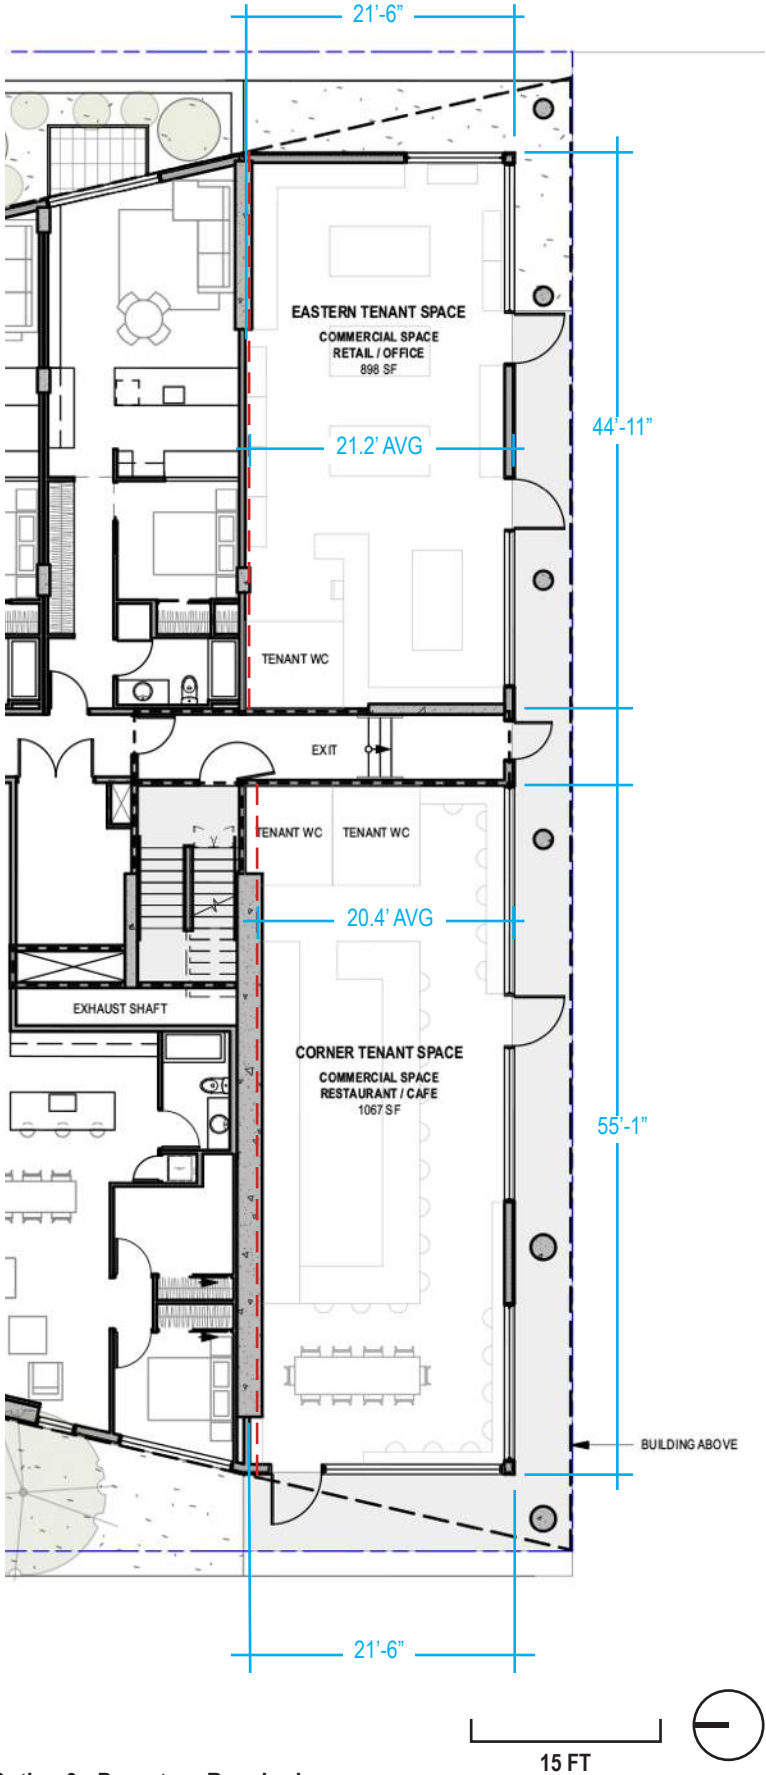 21'-6"
EASTERN TENANT SPACE
COMMERCIAL SPACE
RETAIL / OFFICE
898 SF
44'-11"
21.2' AVG
TENANT WC
EXIT
TENANT WC
TENANT WC
20.4' AVG
EXHAUST SHAFT
CORNER TENANT SPACE
COMMERCIAL SPACE
RESTAURANT / CAFE
1067 SF
55'-1"
BUILDING ABOVE
21'-6"
15 FT